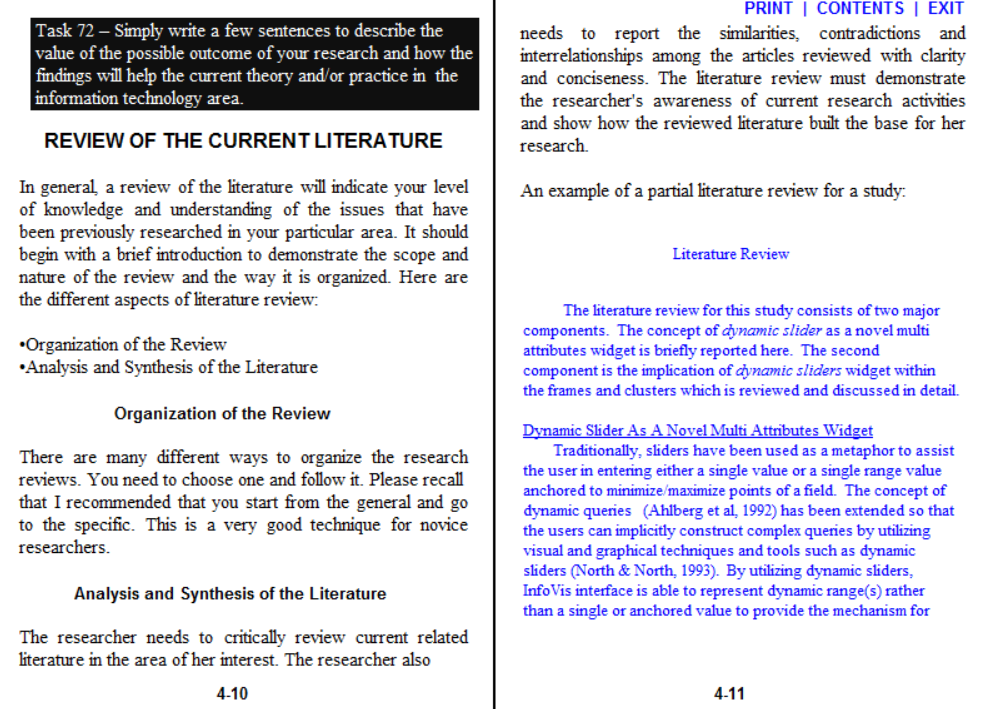 Task 72 – Simply write a few sentences to describe the
value of the possible outcome of your research and how the
findings will help the current theory and/or practice in the
information technology area.
REVIEW OF THE CURRENT LITERATURE
In general, a review of the literature will indicate your level
of knowledge and understanding of the issues that have
been previously researched in your particular area. It should
begin with a brief introduction to demonstrate the scope and
nature of the review and the way it is organized. Here are
the different aspects of literature review:
•Organization of the Review
•Analysis and Synthesis of the Literature
Organization of the Review
There are many different ways to organize the research
reviews. You need to choose one and follow it. Please recall
that I recommended that you start from the general and go
to the specific. This is a very good technique for novice
researchers.
Analysis and Synthesis of the Literature
The researcher needs to critically review current related
literature in the area of her interest. The researcher also
4-10
PRINT | CONTENTS | EXIT
needs to report the similarities, contradictions and
interrelationships among the articles reviewed with clarity
and conciseness. The literature review must demonstrate
the researcher's awareness of current research activities
and show how the reviewed literature built the base for her
research.
An example of a partial literature review for a study:
Literature Review
The literature review for this study consists of two major
components. The concept of dynamic slider as a novel multi
attributes widget is briefly reported here. The second
component is the implication of dynamic sliders widget within
the frames and clusters which is reviewed and discussed in detail.
Dynamic Slider As A Novel Multi Attributes Widget
Traditionally, sliders have been used as a metaphor to assist
the user in entering either a single value or a single range value
anchored to minimize/maximize points of a field. The concept of
dynamic queries (Ahlberg et al, 1992) has been extended so that
the users can implicitly construct complex queries by utilizing
visual and graphical techniques and tools such as dynamic
sliders (North & North, 1993). By utilizing dynamic sliders,
InfoVis interface is able to represent dynamic range(s) rather
than a single or anchored value to provide the mechanism for
4-11